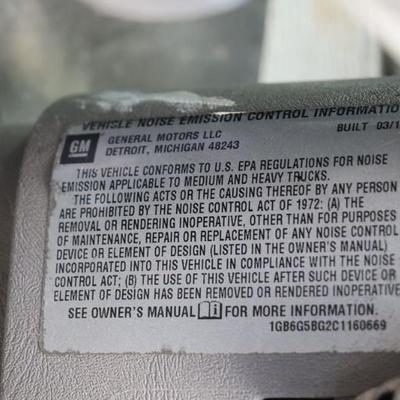 VEHICLE NOISE EMISSION CONTROL INFORMATION
BUILT 03/1
GM
GENERAL MOTORS LLC
DETROIT, MICHIGAN 48243
THIS VEHICLE CONFORMS TO U.S. EPA REGULATIONS FOR NOISE
EMISSION APPLICABLE TO MEDIUM AND HEAVY TRUCKS.
THE FOLLOWING ACTS OR THE CAUSING THEREOF BY ANY PERSON
ARE PROHIBITED BY THE NOISE CONTROL ACT OF 1972: (A) THE
REMOVAL OR RENDERING INOPERATIVE, OTHER THAN FOR PURPOSES
OF MAINTENANCE, REPAIR OR REPLACEMENT OF ANY NOISE CONTROL
DEVICE OR ELEMENT OF DESIGN (LISTED IN THE OWNER'S MANUAL)
INCORPORATED INTO THIS VEHICLE IN COMPLIANCE WITH THE NOISE
CONTROL ACT; (B) THE USE OF THIS VEHICLE AFTER SUCH DEVICE OR
ELEMENT OF DESIGN HAS BEEN REMOVED OR RENDERED INOPERATIVE
SEE OWNER'S MANUAL FOR MORE INFORMATION.
1GB6G5BG2C1160669